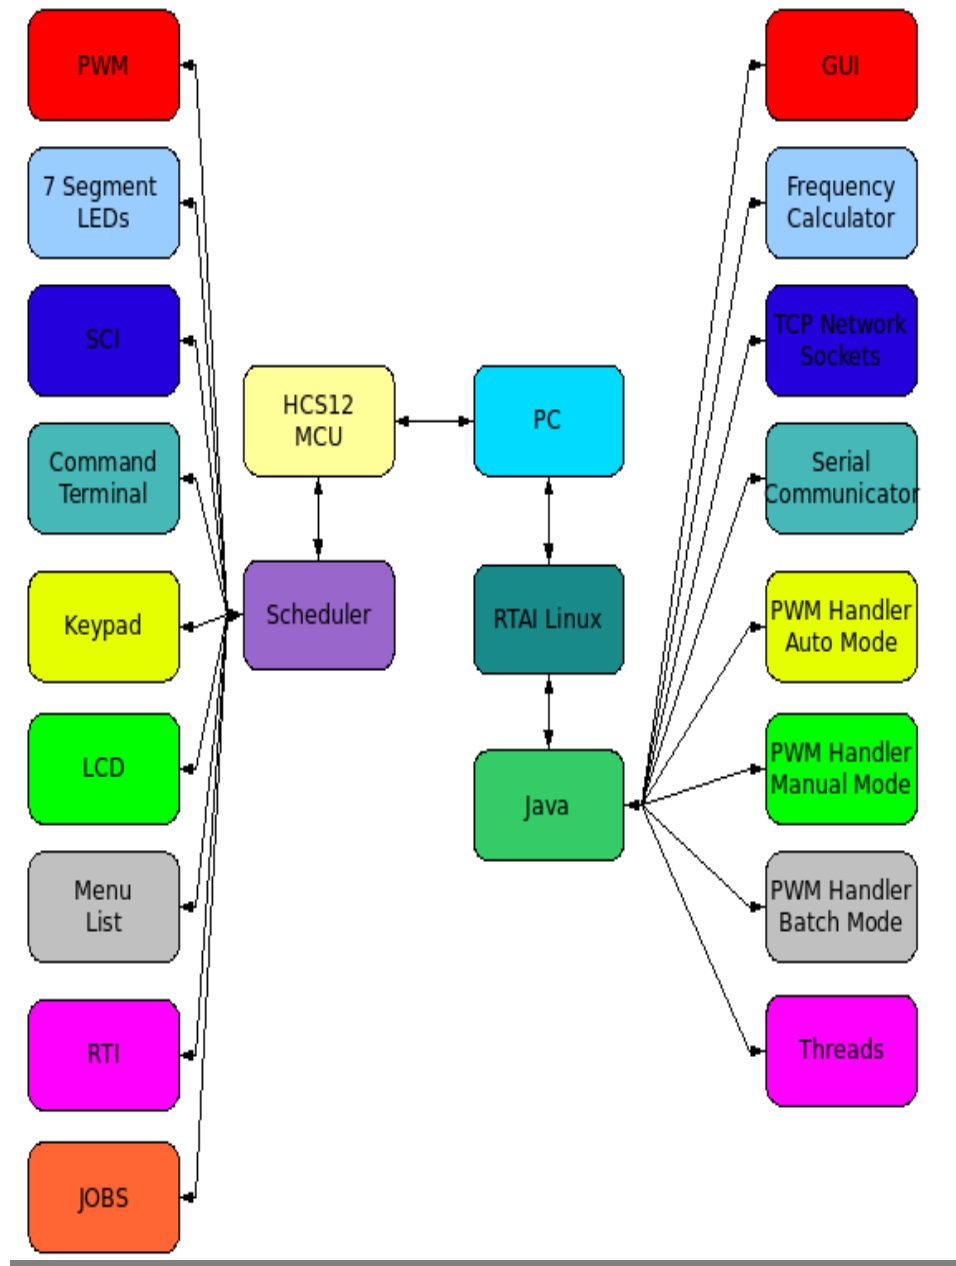 PWM
7 Segment
LEDs
SCI
Command
Terminal
Keypad
LCD
Menu
List
RTI
JOBS
HCS12
MCU
Scheduler
PC
RTAI Linux
Java
GUI
Frequency
Calculator
TCP Network
Sockets
Serial
Communicator
PWM Handler
Auto Mode
PWM Handler
Manual Mode
PWM Handler
Batch Mode
Threads